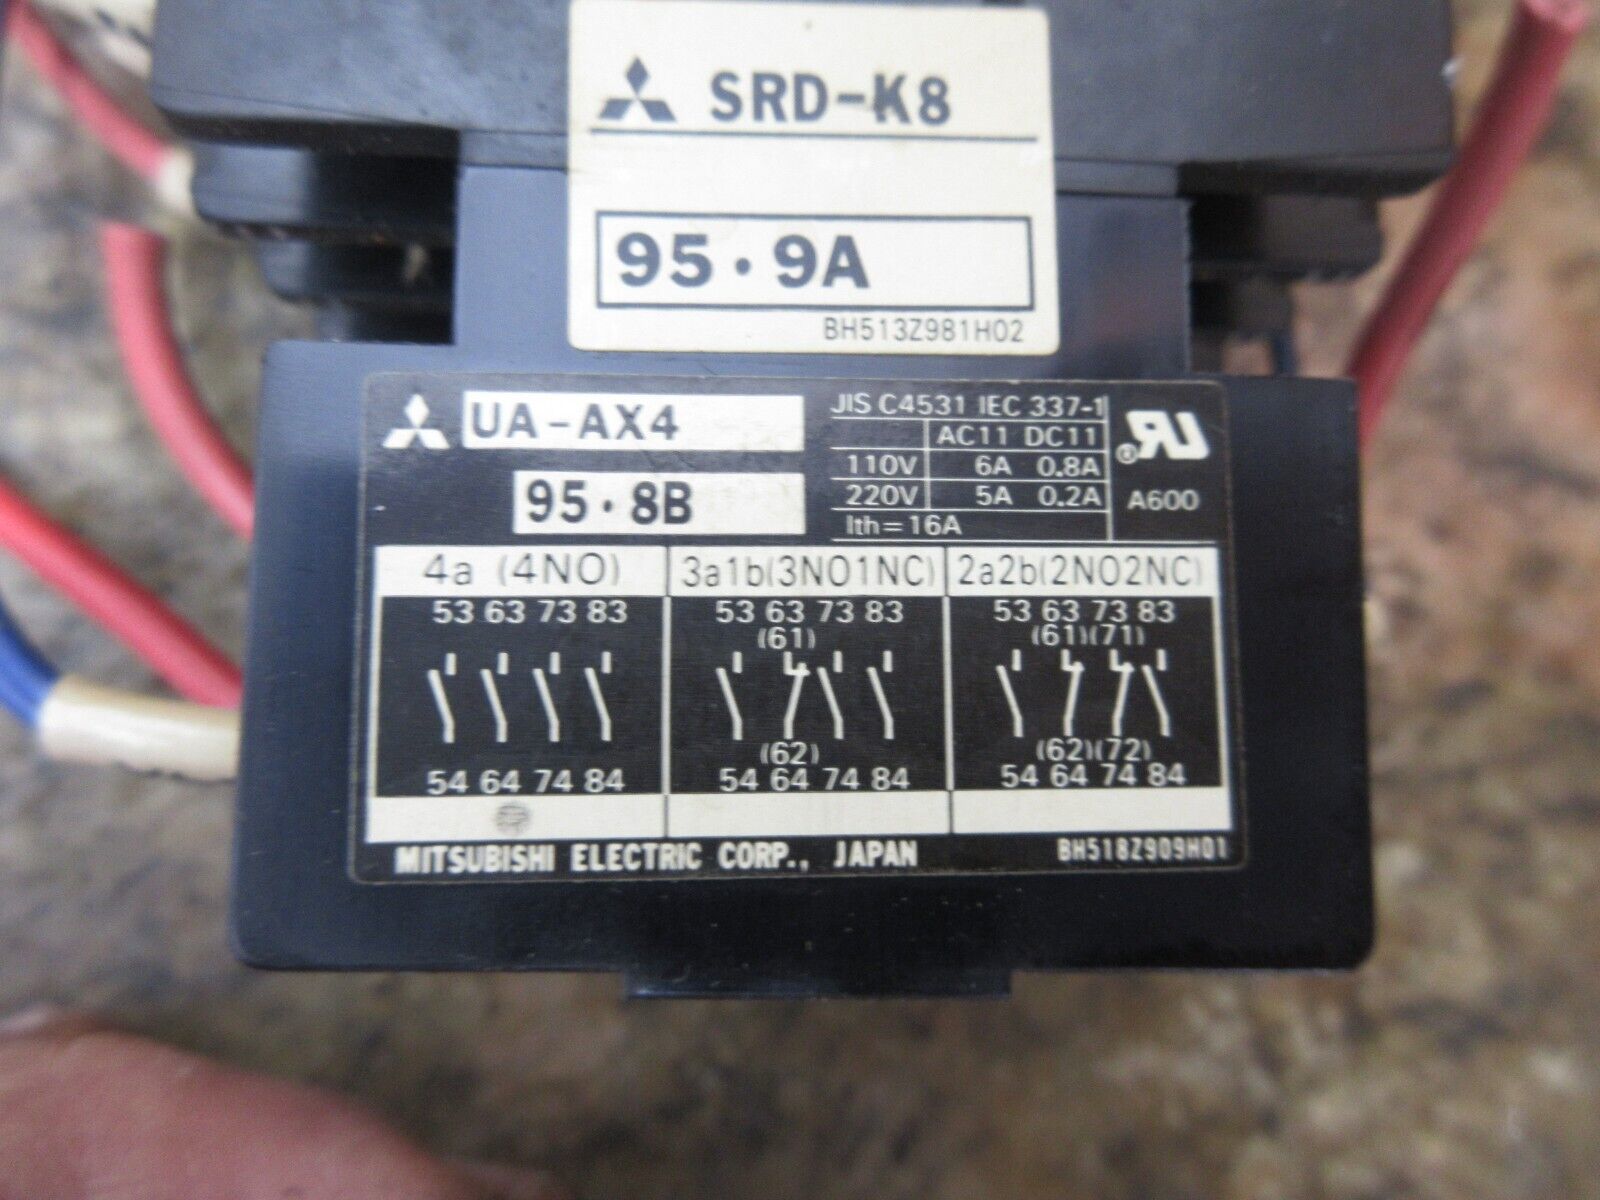 SRD-K8
95・9A
BH513Z981H02
UA-AX4
95・8B
JIS C4531 IEC 337-1
AC11 DC11
110V 6A 0.8A
220V 5A 0.2A
Ith=16A
A600
4a (4NO) 3a1b(3NO1NC) 2a2b(2NO2NC)
53 63 73 83 53 63 73 83 53 63 73 83
(61) (61)(71)
(62) (62)(72)
54 64 74 84 54 64 74 84 54 64 74 84
MITSUBISHI ELECTRIC CORP., JAPAN BH518Z909H01